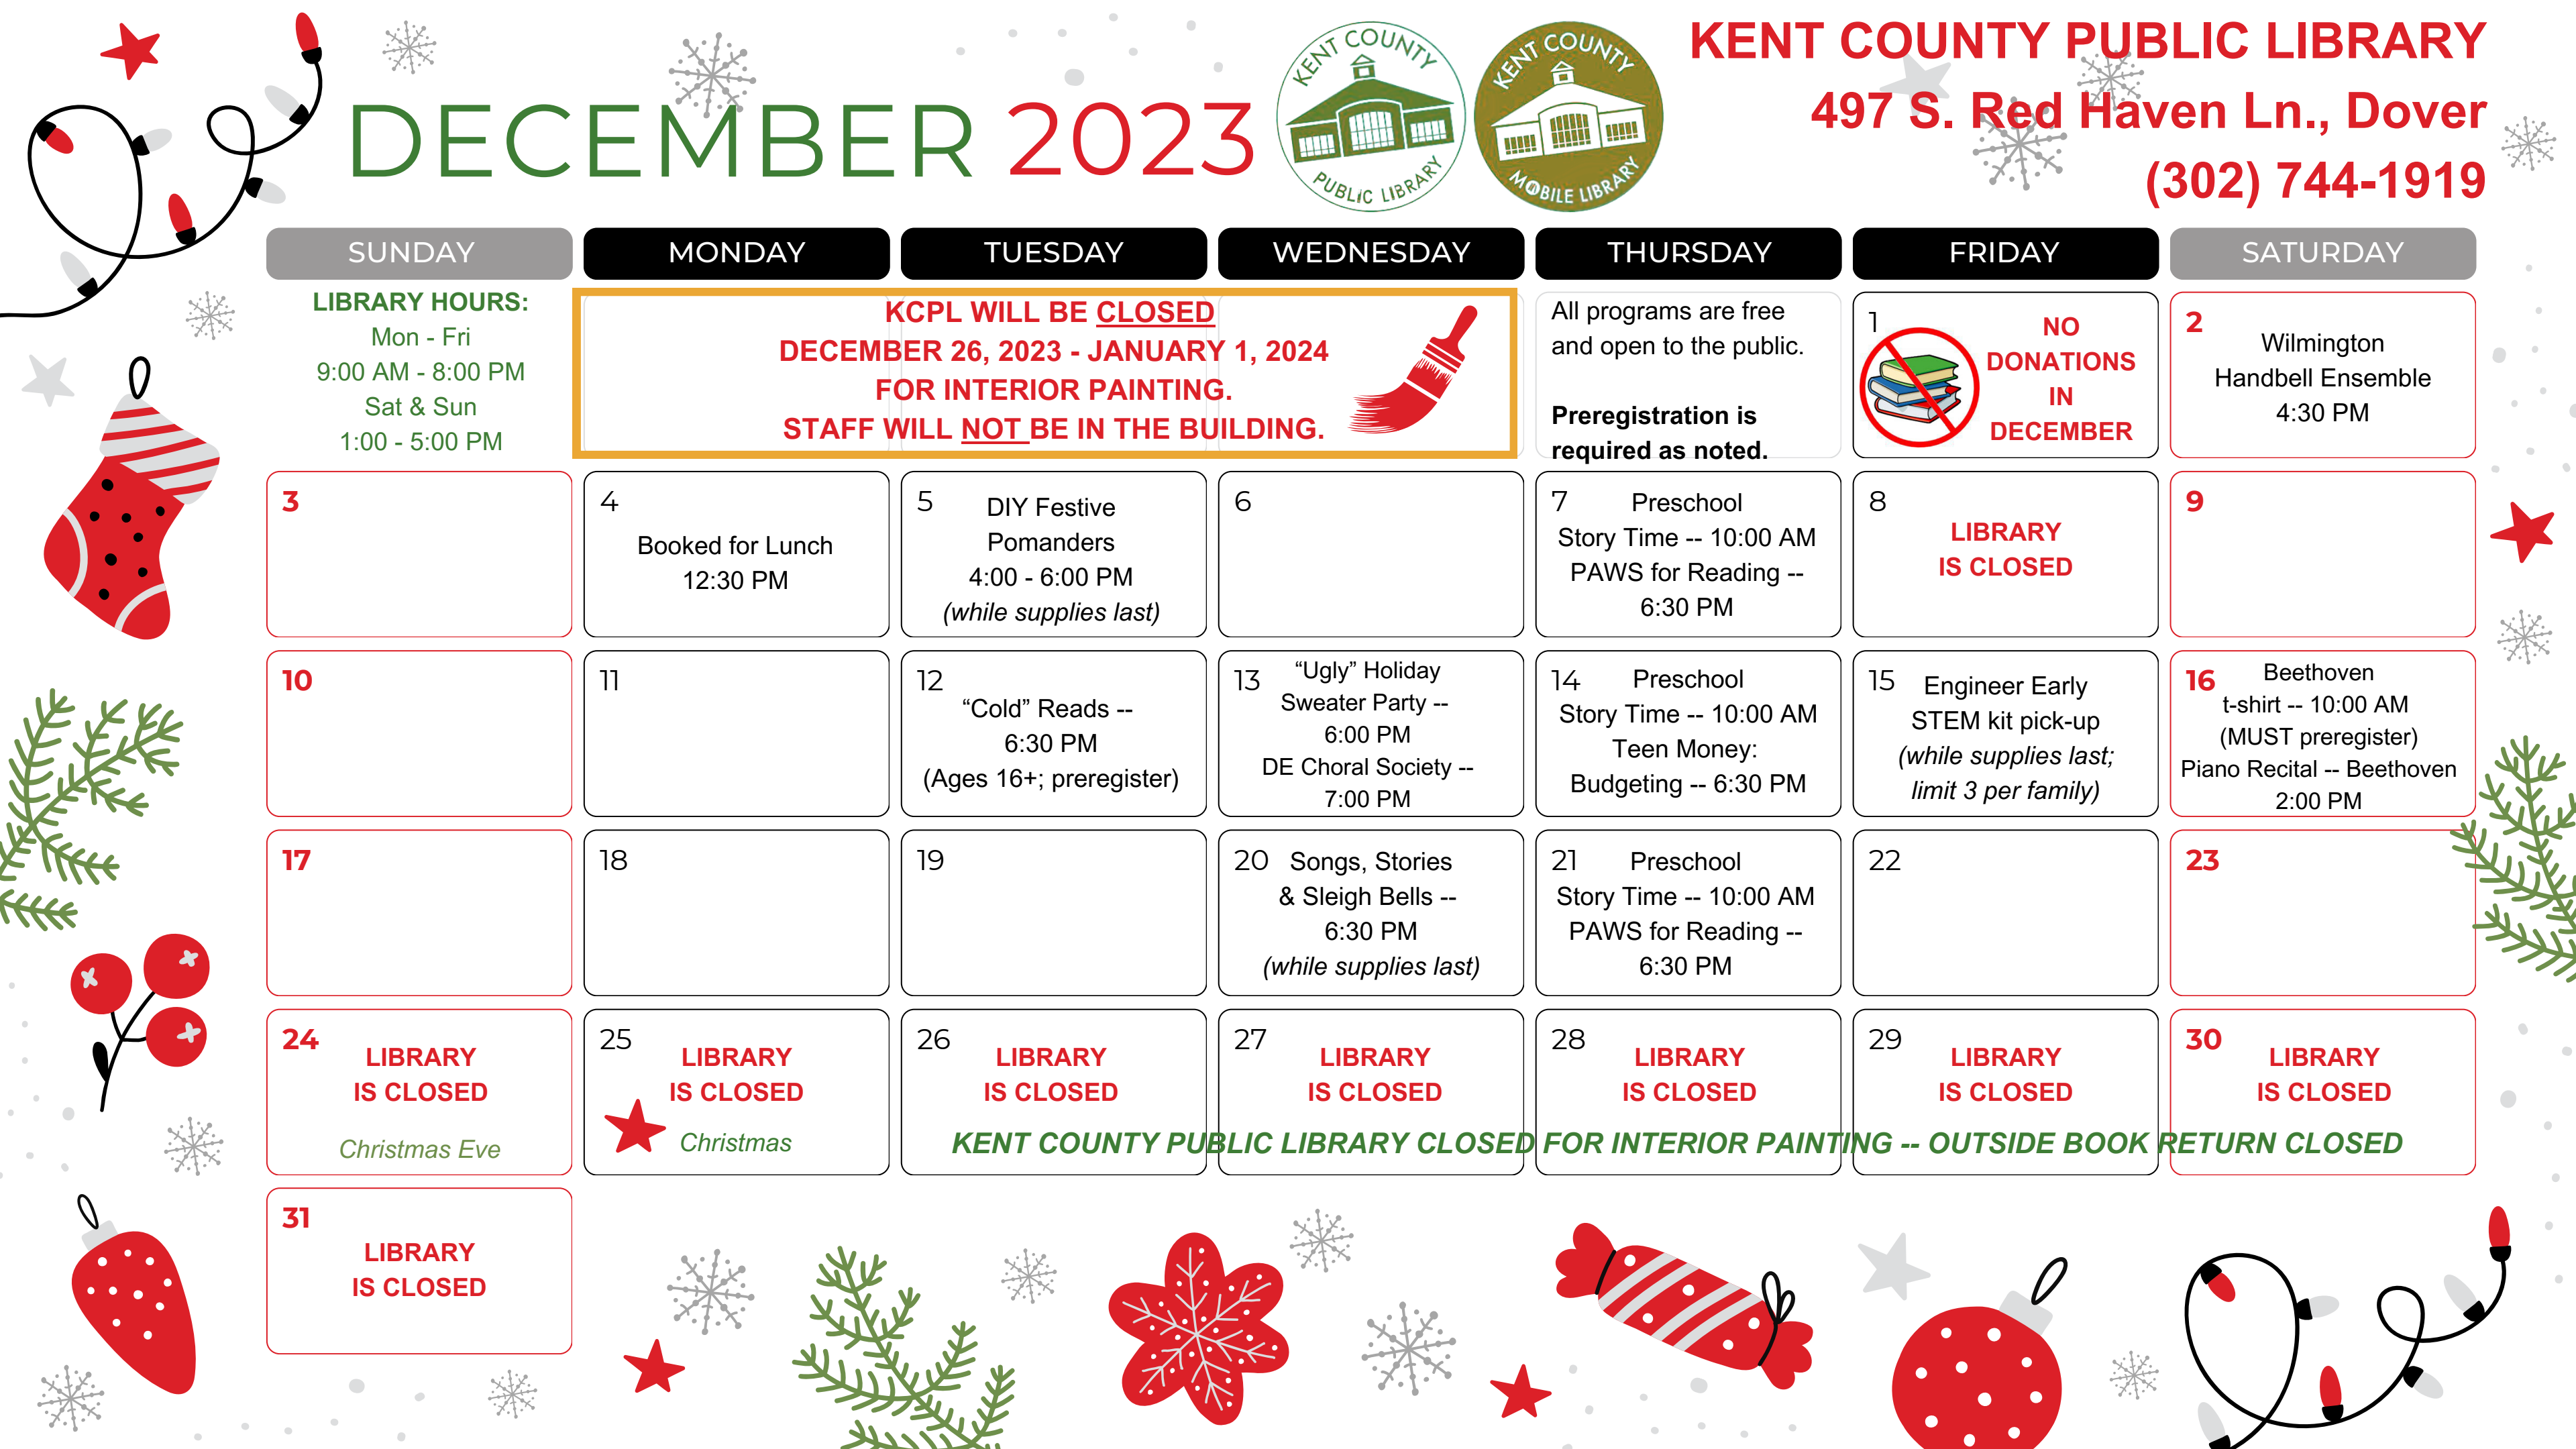 DECEMBER 2023
KENT COUNTY
PUBLIC LIBRARY
KENT COUNTY
MOBILE LIBRARY
KENT COUNTY PUBLIC LIBRARY
497 S. Red Haven Ln., Dover
(302) 744-1919
SUNDAY
MONDAY
TUESDAY
WEDNESDAY
THURSDAY
FRIDAY
SATURDAY
LIBRARY HOURS:
Mon - Fri
9:00 AM - 8:00 PM
Sat & Sun
1:00 - 5:00 PM
KCPL WILL BE CLOSED
DECEMBER 26, 2023 - JANUARY 1, 2024
FOR INTERIOR PAINTING.
STAFF WILL NOT BE IN THE BUILDING.
All programs are free
and open to the public.
Preregistration is
required as noted.
1
NO
DONATIONS
IN
DECEMBER
2
Wilmington
Handbell Ensemble
4:30 PM
3
4
Booked for Lunch
12:30 PM
5
DIY Festive
Pomanders
4:00 - 6:00 PM
(while supplies last)
6
7
Preschool
Story Time -- 10:00 AM
PAWS for Reading --
6:30 PM
8
LIBRARY
IS CLOSED
9
10
11
12
“Cold” Reads --
6:30 PM
(Ages 16+; preregister)
13
“Ugly” Holiday
Sweater Party --
6:00 PM
DE Choral Society --
7:00 PM
14
Preschool
Story Time -- 10:00 AM
Teen Money:
Budgeting -- 6:30 PM
15
Engineer Early
STEM kit pick-up
(while supplies last;
limit 3 per family)
16
Beethoven
t-shirt -- 10:00 AM
(MUST preregister)
Piano Recital -- Beethoven
2:00 PM
17
18
19
20
Songs, Stories
& Sleigh Bells --
6:30 PM
(while supplies last)
21
Preschool
Story Time -- 10:00 AM
PAWS for Reading --
6:30 PM
22
23
24
LIBRARY
IS CLOSED
Christmas Eve
25
LIBRARY
IS CLOSED
Christmas
26
LIBRARY
IS CLOSED
27
LIBRARY
IS CLOSED
28
LIBRARY
IS CLOSED
29
LIBRARY
IS CLOSED
30
LIBRARY
IS CLOSED
KENT COUNTY PUBLIC LIBRARY CLOSED FOR INTERIOR PAINTING -- OUTSIDE BOOK RETURN CLOSED
31
LIBRARY
IS CLOSED